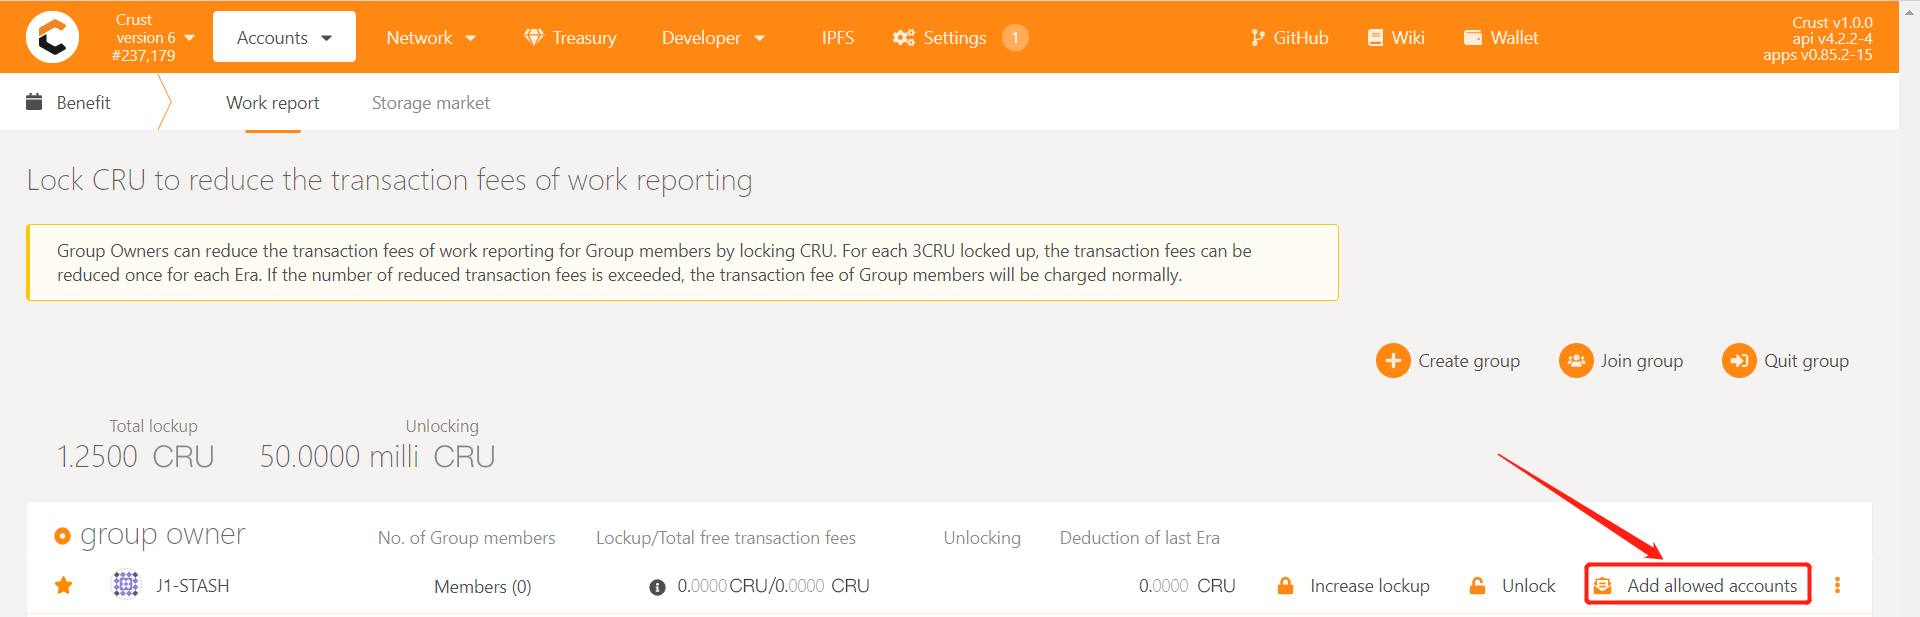 Crust
version 6
#237,179
Accounts
Network
Treasury
Developer
IPFS
Settings
1
GitHub
Wiki
Wallet
Crust v1.0.0
api v4.2.2-4
apps v0.85.2-15
Benefit
Work report
Storage market
Lock CRU to reduce the transaction fees of work reporting
Group Owners can reduce the transaction fees of work reporting for Group members by locking CRU. For each 3CRU locked up, the transaction fees can be
reduced once for each Era. If the number of reduced transaction fees is exceeded, the transaction fee of Group members will be charged normally.
Create group
Join group
Quit group
Total lockup
1.2500 CRU
Unlocking
50.0000 milli CRU
group owner
No. of Group members
Lockup/Total free transaction fees
Unlocking
Deduction of last Era
J1-STASH
Members (0)
0.0000 CRU/0.0000 CRU
0.0000 CRU
Increase lockup
Unlock
Add allowed accounts